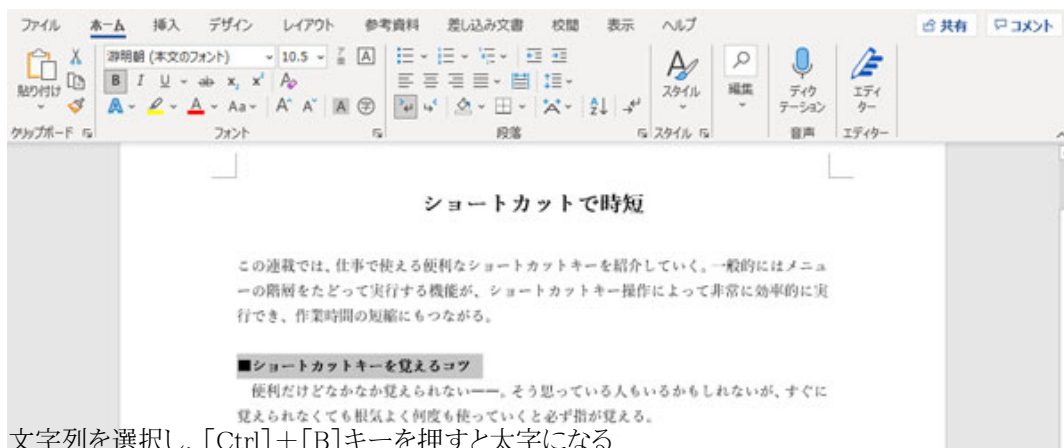 ファイル ホーム 挿入 デザイン レイアウト 参考資料 差し込み文書 校閲 表示 ヘルプ 共有 コメント
游明朝 (本文のフォント) 10.5
貼り付け
B I U ab x₂ x² A
A A Aa A A A 字
スタイル
編集
ディクテーション
エディター
クリップボード フォント 段落 スタイル 音声 エディター
ショートカットで時短
この連載では、仕事で使える便利なショートカットキーを紹介していく。一般的にはメニュ
ーの階層をたどって実行する機能が、ショートカットキー操作によって非常に効率的に実
行でき、作業時間の短縮にもつながる。
■ショートカットキーを覚えるコツ
便利だけどなかなか覚えられない――。そう思っている人もいるかもしれないが、すぐに
覚えられなくても根気よく何度も使っていくと必ず指が覚える。
文字列を選択し、「Ctrl]＋[B]キーを押すと太字になる